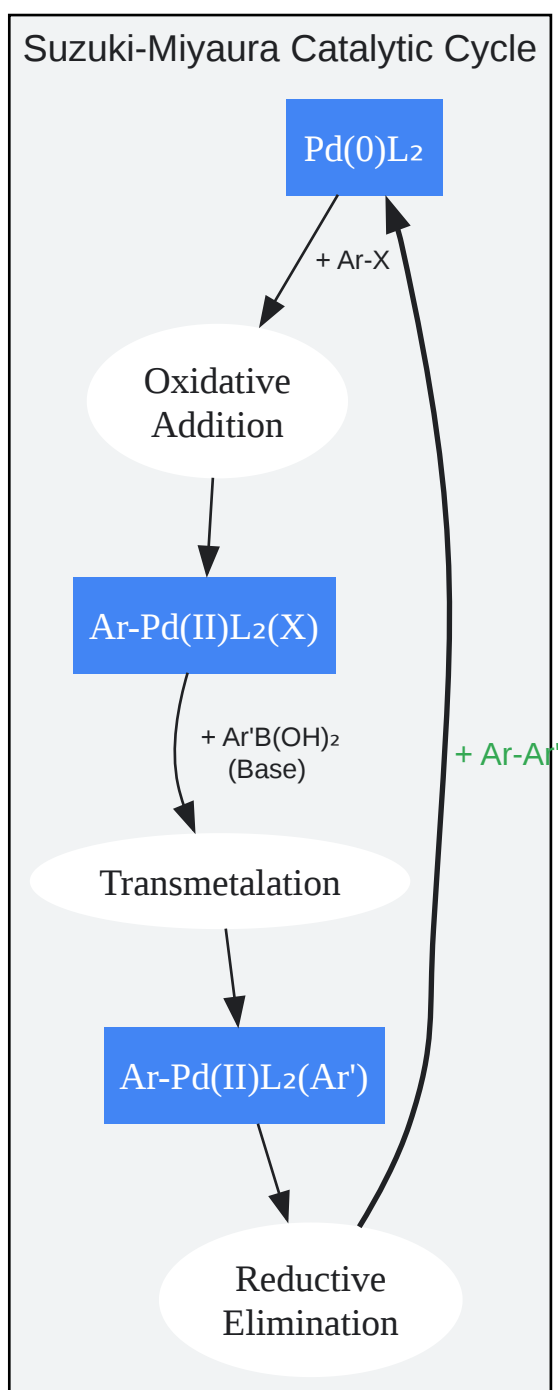 Suzuki-Miyaura Catalytic Cycle
Pd(0)L₂
+ Ar-X
Oxidative
Addition
Ar-Pd(II)L₂(X)
+ Ar'B(OH)₂
(Base)
+ Ar-Ar'
Transmetalation
Ar-Pd(II)L₂(Ar')
Reductive
Elimination